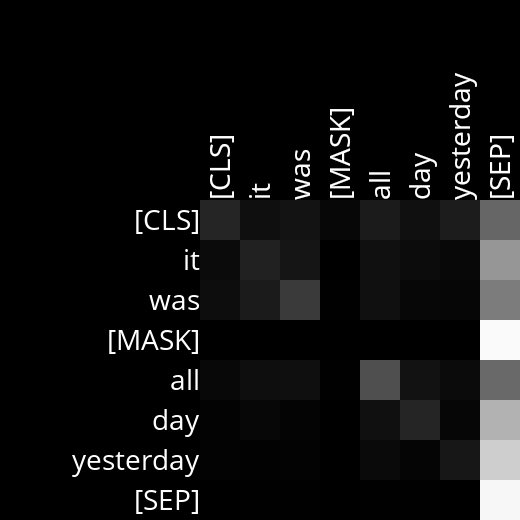 [CLS]
it
was
[MASK]
all
day
yesterday
[SEP]
[CLS]
it
was
[MASK]
all
day
yesterday
[SEP]